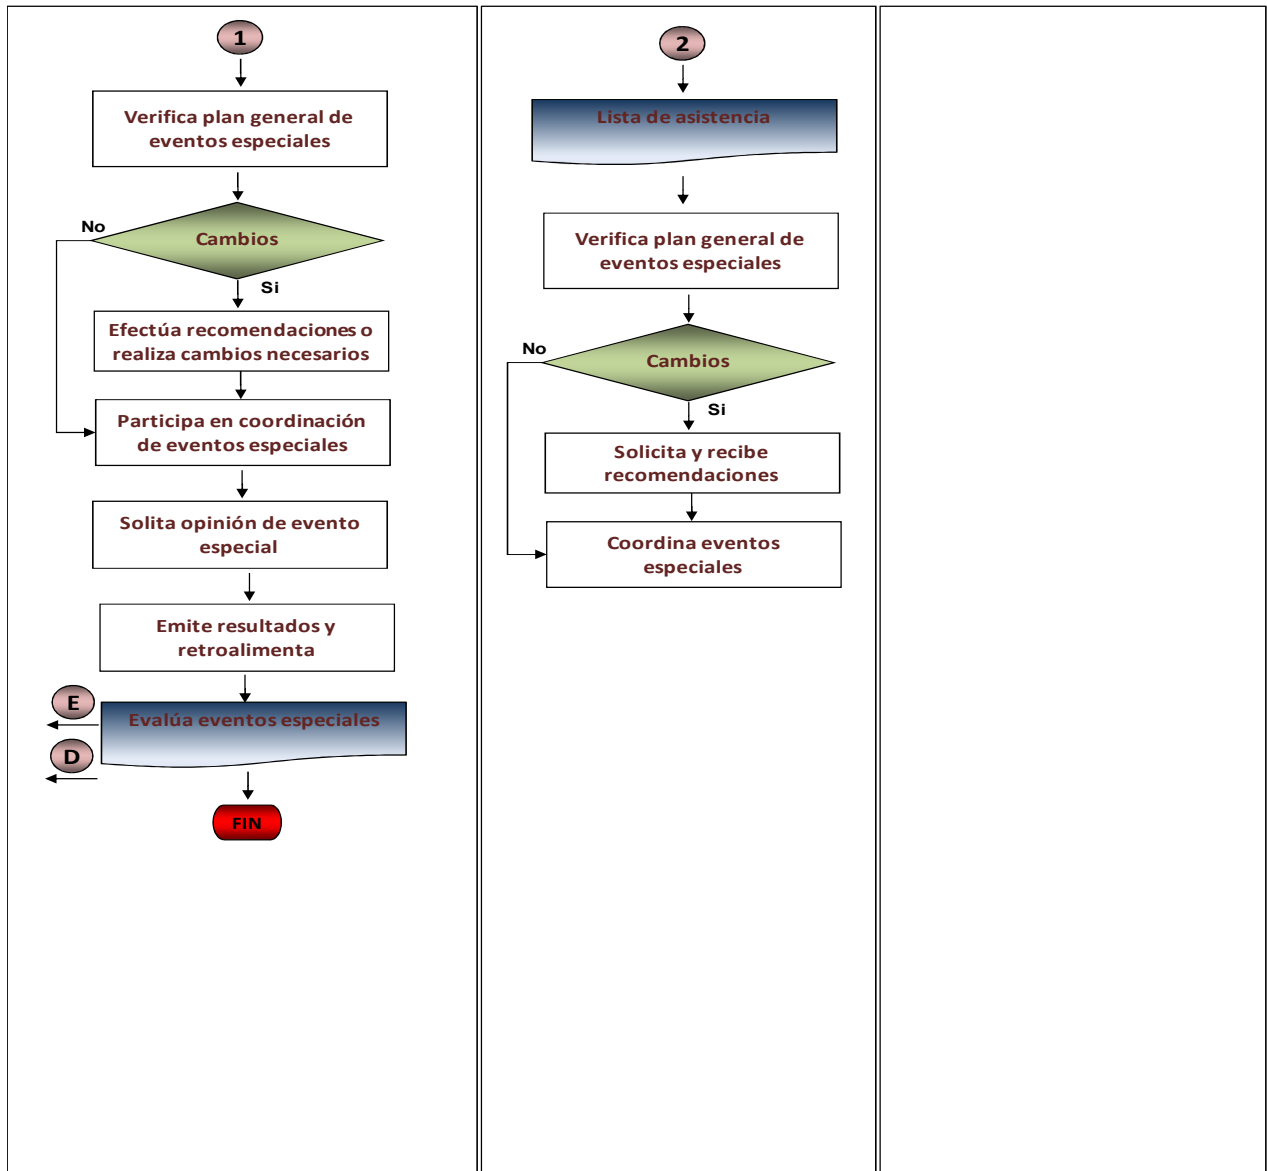 1
Verifica plan general de
eventos especiales
No
Cambios
Si
Efectúa recomendaciones o
realiza cambios necesarios
Participa en coordinación
de eventos especiales
Solita opinión de evento
especial
Emite resultados y
retroalimenta
E
Evalúa eventos especiales
D
FIN
2
Lista de asistencia
Verifica plan general de
eventos especiales
No
Cambios
Si
Solicita y recibe
recomendaciones
Coordina eventos
especiales